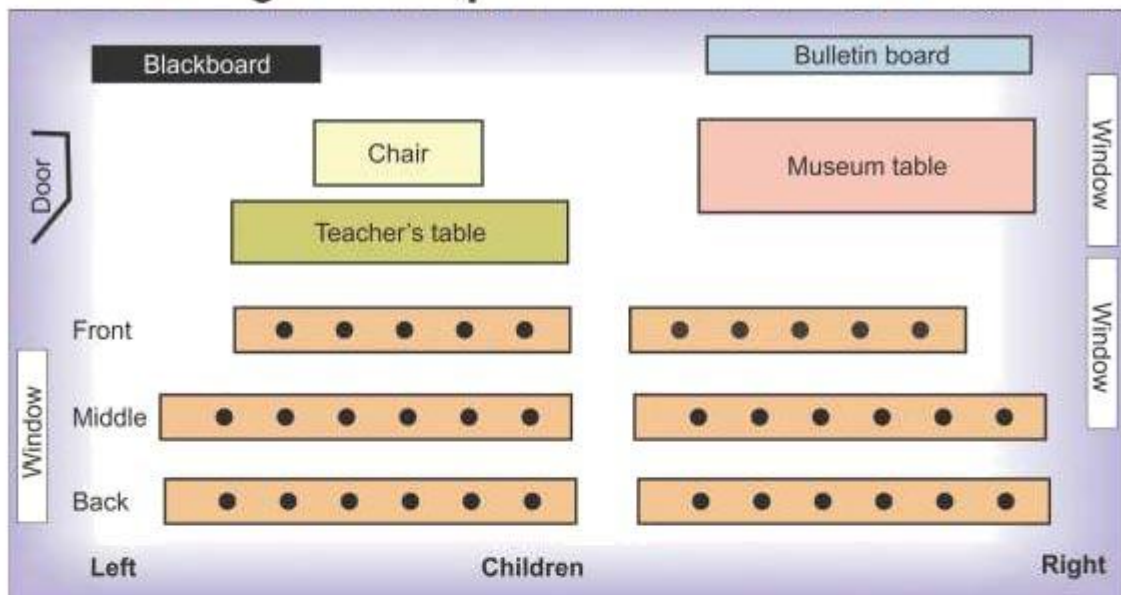 Blackboard
Bulletin board
Door
Chair
Museum table
Window
Teacher's table
Front
Window
Middle
Window
Back
Left
Children
Right